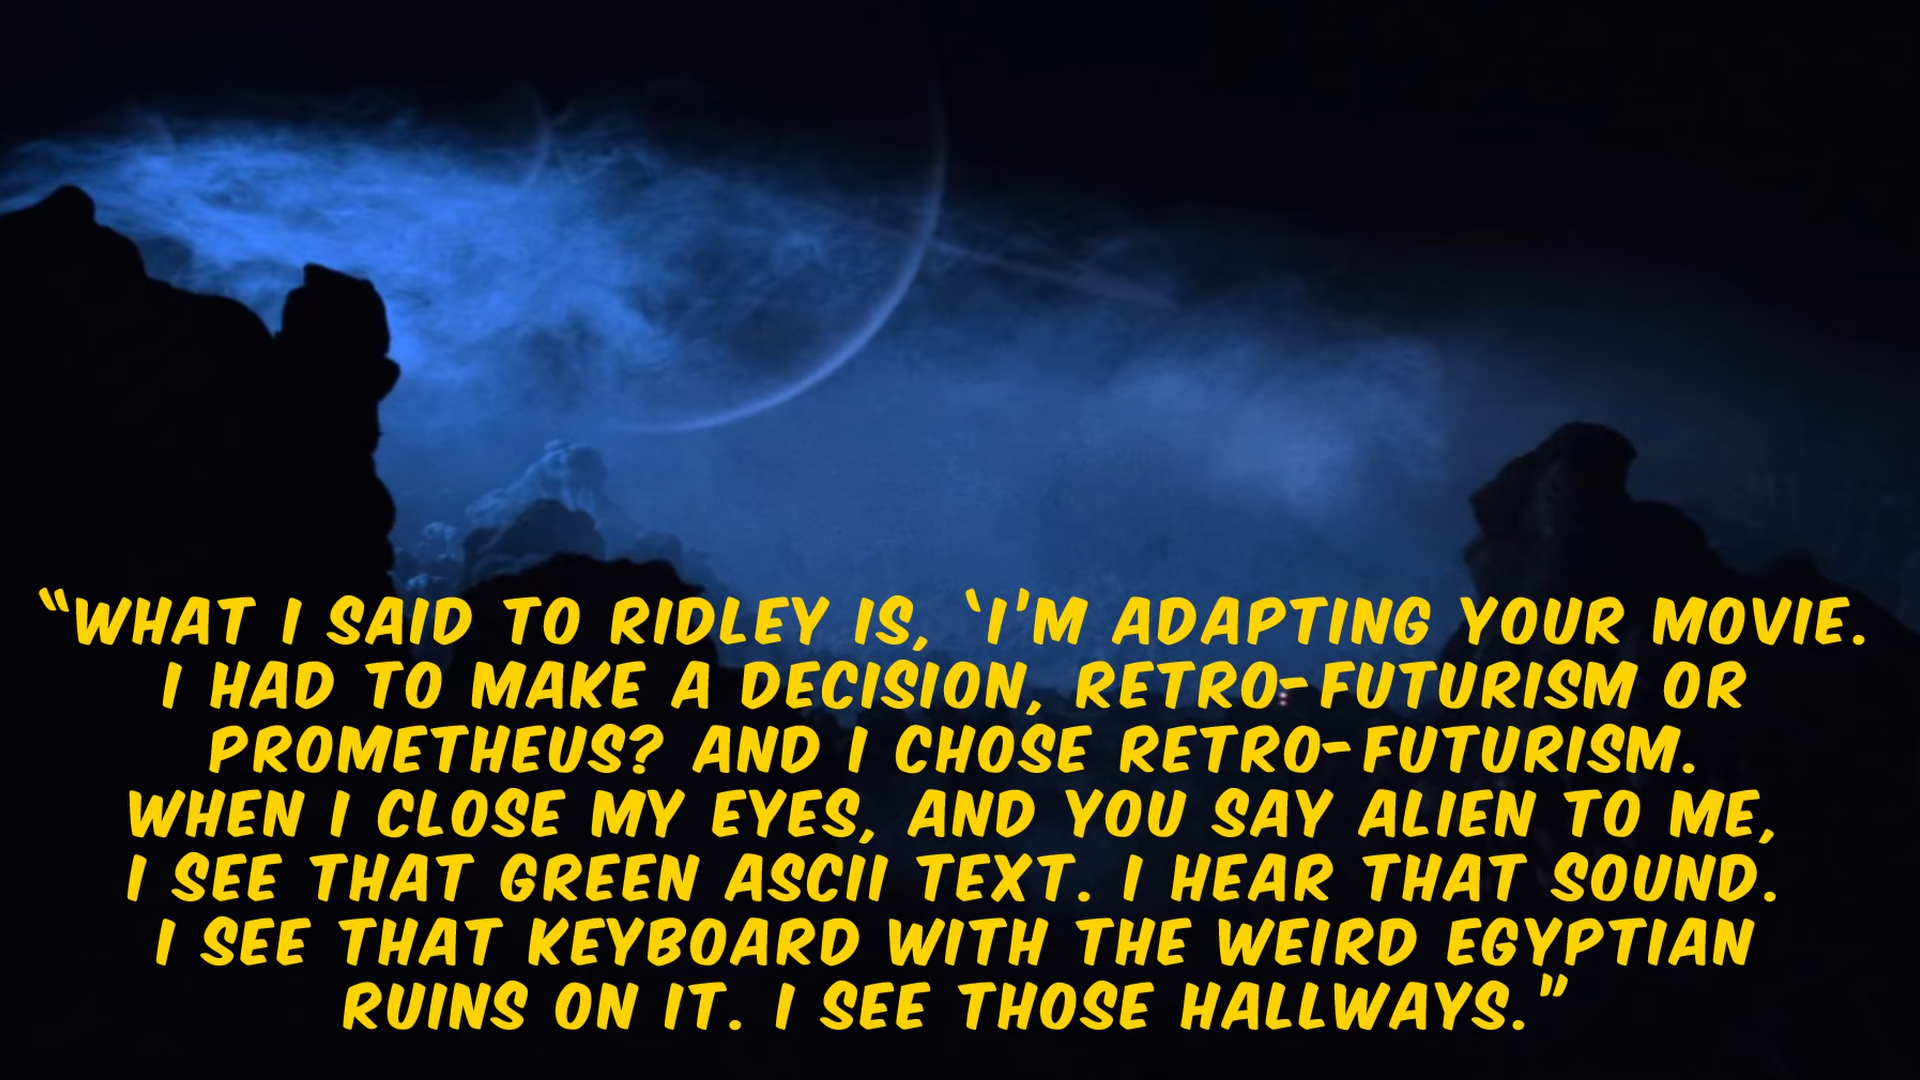 “WHAT I SAID TO RIDLEY IS, ‘I'M ADAPTING YOUR MOVIE.
I HAD TO MAKE A DECISION, RETRO-FUTURISM OR
PROMETHEUS? AND I CHOSE RETRO-FUTURISM.
WHEN I CLOSE MY EYES, AND YOU SAY ALIEN TO ME,
I SEE THAT GREEN ASCII TEXT. I HEAR THAT SOUND.
I SEE THAT KEYBOARD WITH THE WEIRD EGYPTIAN
RUINS ON IT. I SEE THOSE HALLWAYS.”